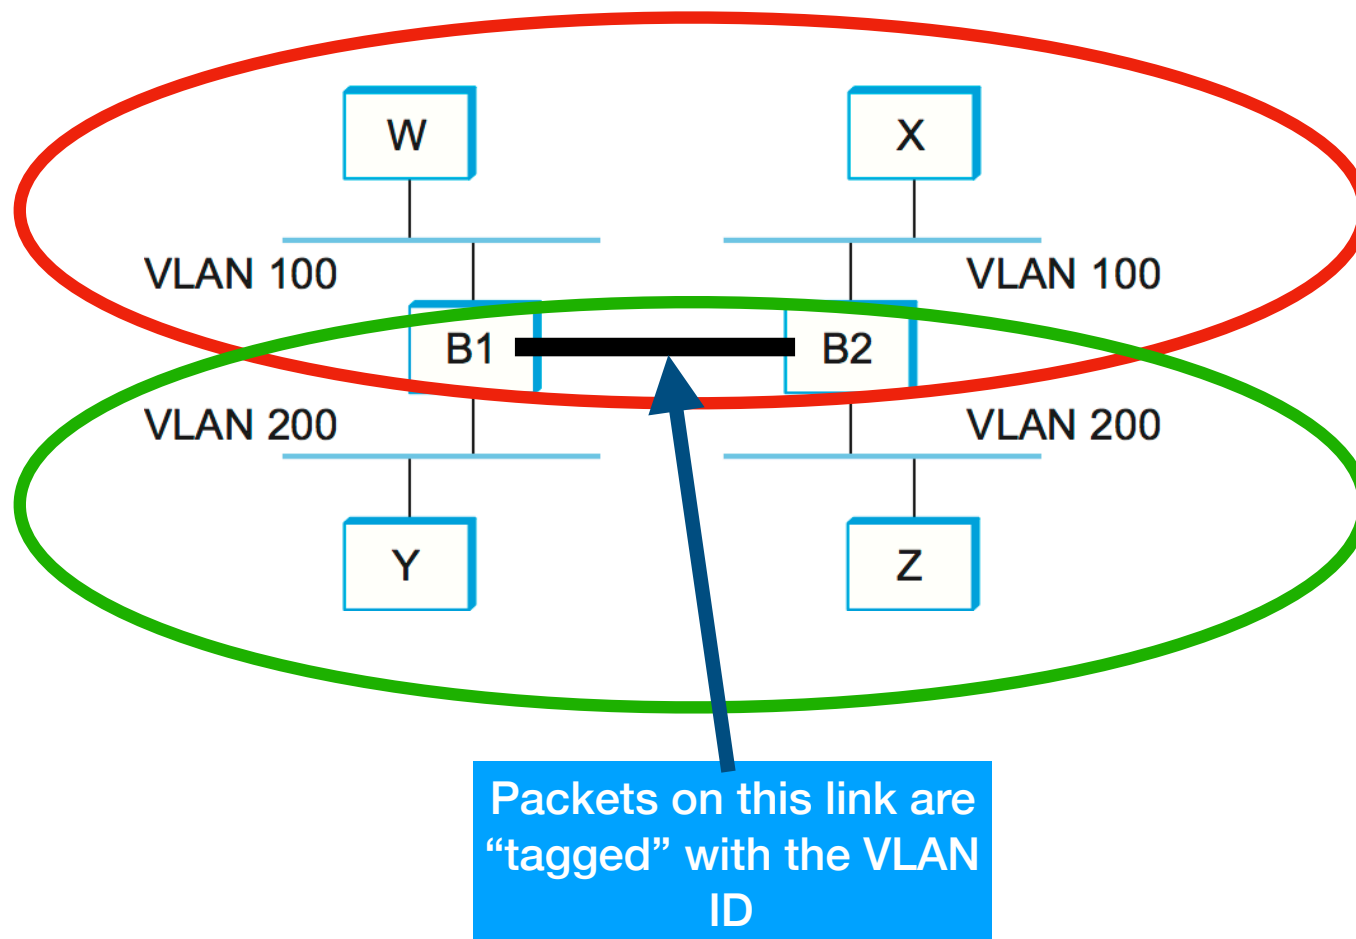 W
X
VLAN 100
VLAN 100
B1
B2
VLAN 200
VLAN 200
Y
Z
Packets on this link are
“tagged” with the VLAN
ID